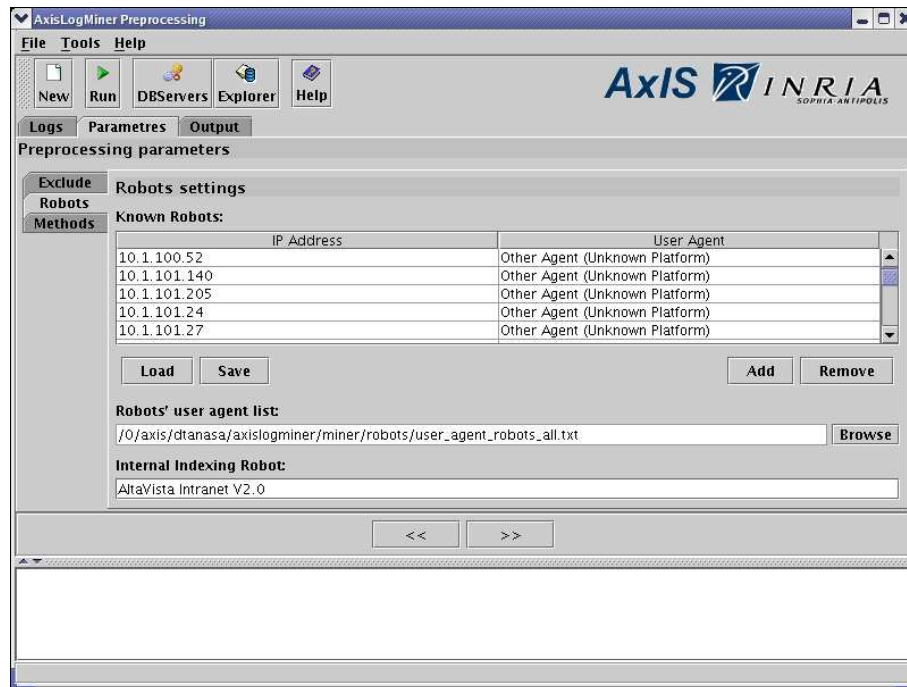 AxisLogMiner Preprocessing
File Tools Help
New Run DBServers Explorer Help
AxIS INRIA
SOPHIA-ANTIPOLIS
Logs Parametres Output
Preprocessing parameters
Exclude
Robots
Methods
Robots settings
Known Robots:
IP Address User Agent
10.1.100.52 Other Agent (Unknown Platform)
10.1.101.140 Other Agent (Unknown Platform)
10.1.101.205 Other Agent (Unknown Platform)
10.1.101.24 Other Agent (Unknown Platform)
10.1.101.27 Other Agent (Unknown Platform)
Load Save Add Remove
Robots' user agent list:
/0/axis/dtanasa/axislogminer/miner/robots/user_agent_robots_all.txt Browse
Internal Indexing Robot:
AltaVista Intranet V2.0
<< >>